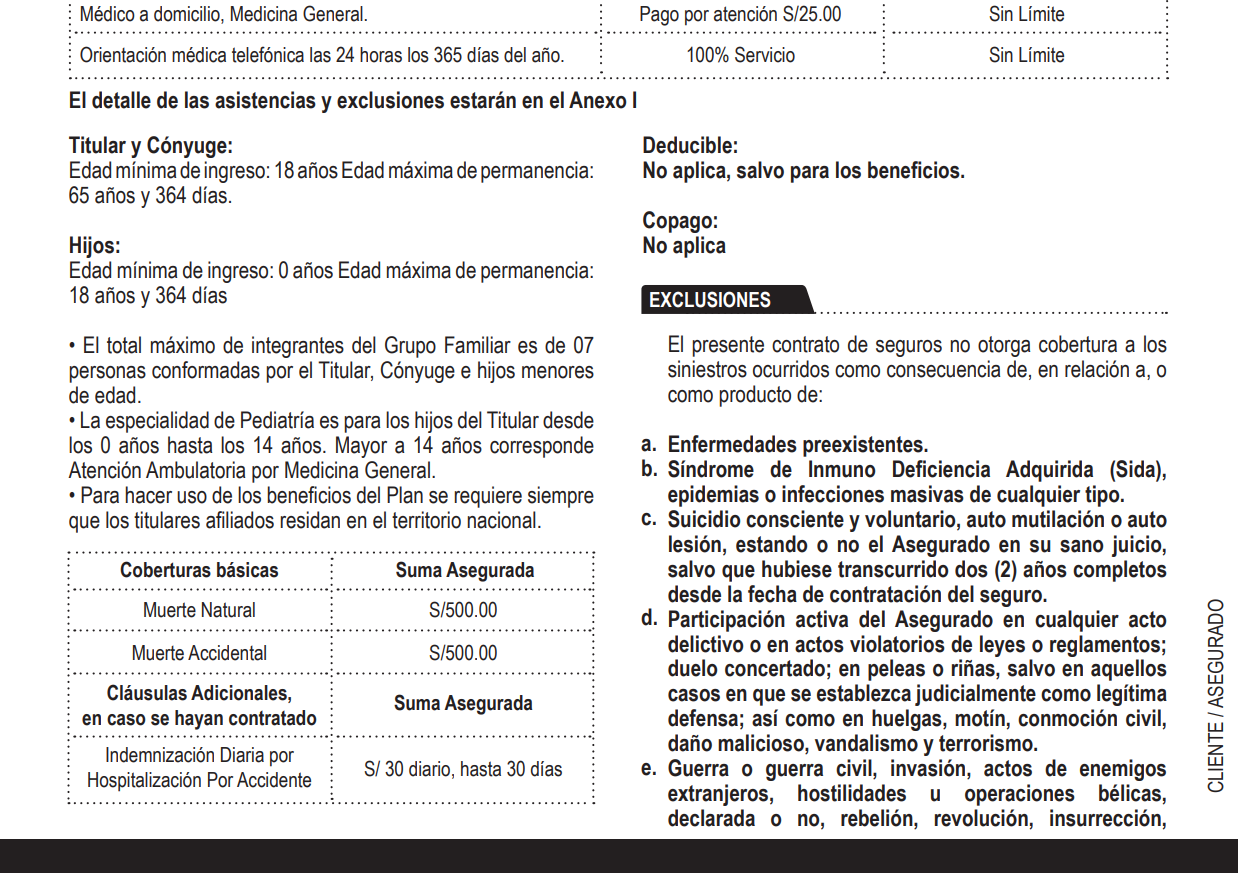 Médico a domicilio, Medicina General. Pago por atención S/25.00 Sin Límite
Orientación médica telefónica las 24 horas los 365 días del año. 100% Servicio Sin Límite
El detalle de las asistencias y exclusiones estarán en el Anexo I
Titular y Cónyuge:
Edad mínima de ingreso: 18 años Edad máxima de permanencia:
65 años y 364 días.
Hijos:
Edad mínima de ingreso: 0 años Edad máxima de permanencia:
18 años y 364 días
• El total máximo de integrantes del Grupo Familiar es de 07
personas conformadas por el Titular, Cónyuge e hijos menores
de edad.
• La especialidad de Pediatría es para los hijos del Titular desde
los 0 años hasta los 14 años. Mayor a 14 años corresponde
Atención Ambulatoria por Medicina General.
• Para hacer uso de los beneficios del Plan se requiere siempre
que los titulares afiliados residan en el territorio nacional.
Coberturas básicas Suma Asegurada
Muerte Natural S/500.00
Muerte Accidental S/500.00
Cláusulas Adicionales,
en caso se hayan contratado Suma Asegurada
Indemnización Diaria por
Hospitalización Por Accidente S/ 30 diario, hasta 30 días
Deducible:
No aplica, salvo para los beneficios.
Copago:
No aplica
EXCLUSIONES
El presente contrato de seguros no otorga cobertura a los
siniestros ocurridos como consecuencia de, en relación a, o
como producto de:
a. Enfermedades preexistentes.
b. Síndrome de Inmuno Deficiencia Adquirida (Sida),
epidemias o infecciones masivas de cualquier tipo.
c. Suicidio consciente y voluntario, auto mutilación o auto
lesión, estando o no el Asegurado en su sano juicio,
salvo que hubiese transcurrido dos (2) años completos
desde la fecha de contratación del seguro.
d. Participación activa del Asegurado en cualquier acto
delictivo o en actos violatorios de leyes o reglamentos;
duelo concertado; en peleas o riñas, salvo en aquellos
casos en que se establezca judicialmente como legítima
defensa; así como en huelgas, motín, conmoción civil,
daño malicioso, vandalismo y terrorismo.
e. Guerra o guerra civil, invasión, actos de enemigos
extranjeros, hostilidades u operaciones bélicas,
declarada o no, rebelión, revolución, insurrección,
CLIENTE / ASEGURADO